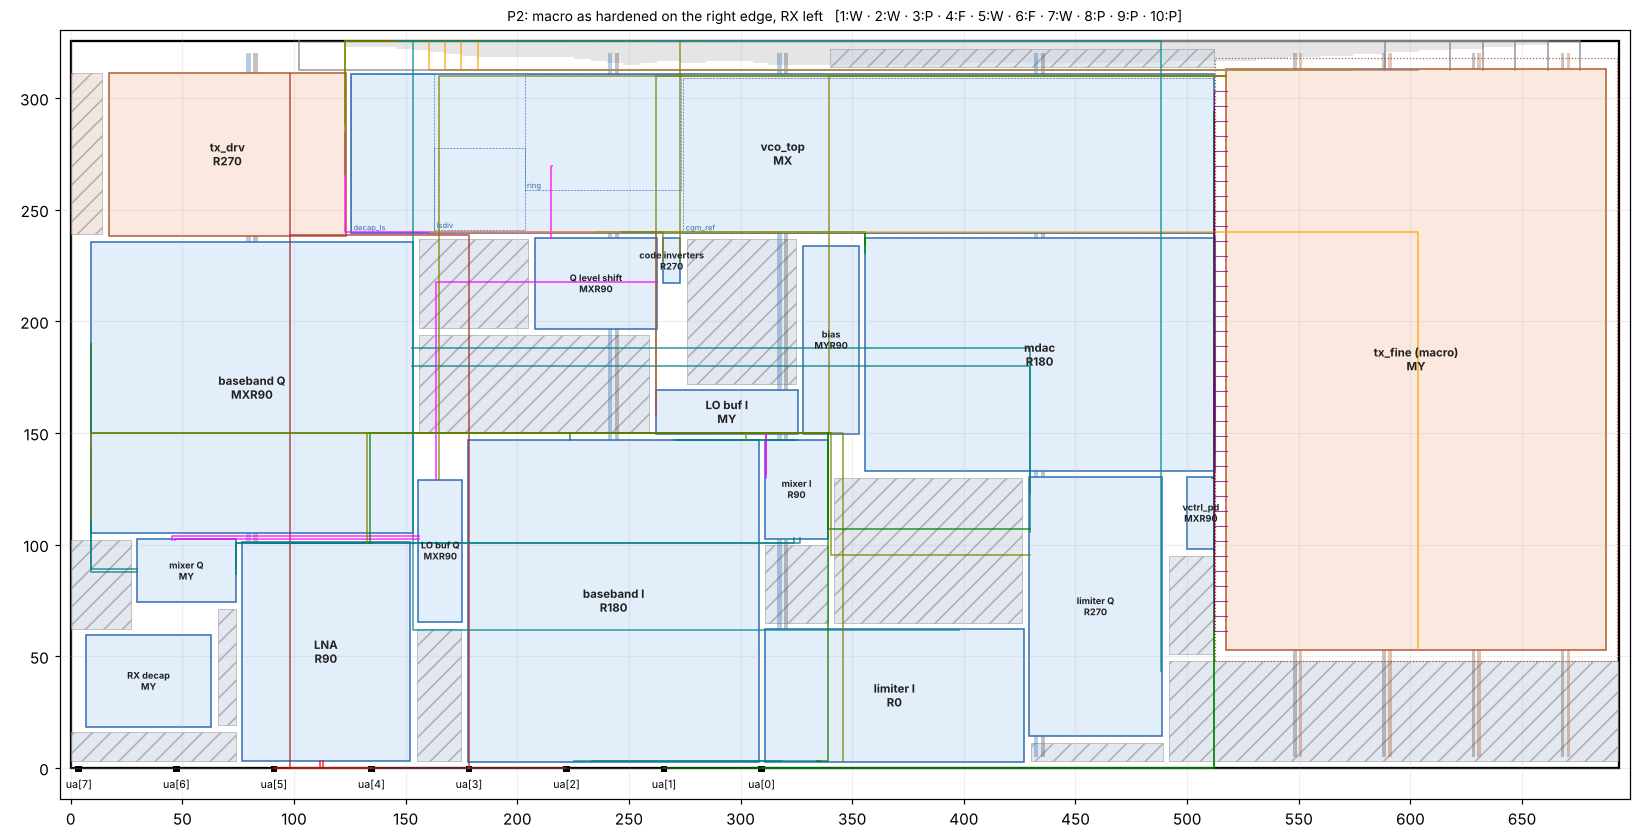 P2: macro as hardened on the right edge, RX left [1:W · 2:W · 3:P · 4:F · 5:W · 6:F · 7:W · 8:P · 9:P · 10:P]
300
250
200
150
100
50
0
tx_drv
R270
vco_top
MX
ring
decap_ls
lsdiv
cqm_ref
code inverters
R270
Q level shift
MXR90
bias
MYR90
mdac
R180
tx_fine (macro)
MY
baseband Q
MXR90
LO buf I
MY
mixer I
R90
vctrl_pd
MXR90
LO buf Q
MXR90
mixer Q
MY
baseband I
R180
limiter Q
R270
LNA
R90
RX decap
MY
limiter I
R0
ua[7]
ua[6]
ua[5]
ua[4]
ua[3]
ua[2]
ua[1]
ua[0]
0
50
100
150
200
250
300
350
400
450
500
550
600
650